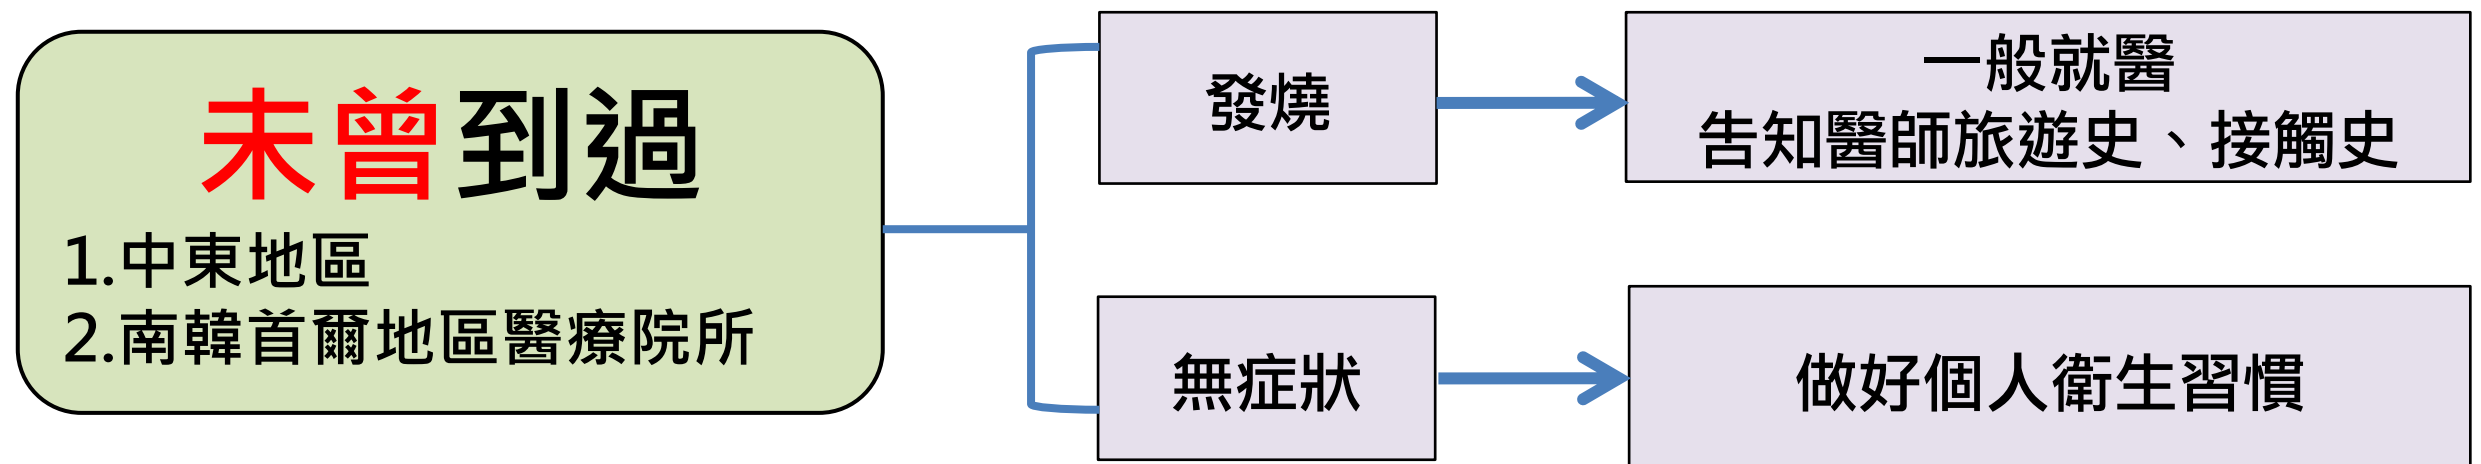 未曾到過
1.中東地區
2.南韓首爾地區醫療院所
發燒
一般就醫
告知醫師旅遊史、接觸史
無症狀
做好個人衛生習慣